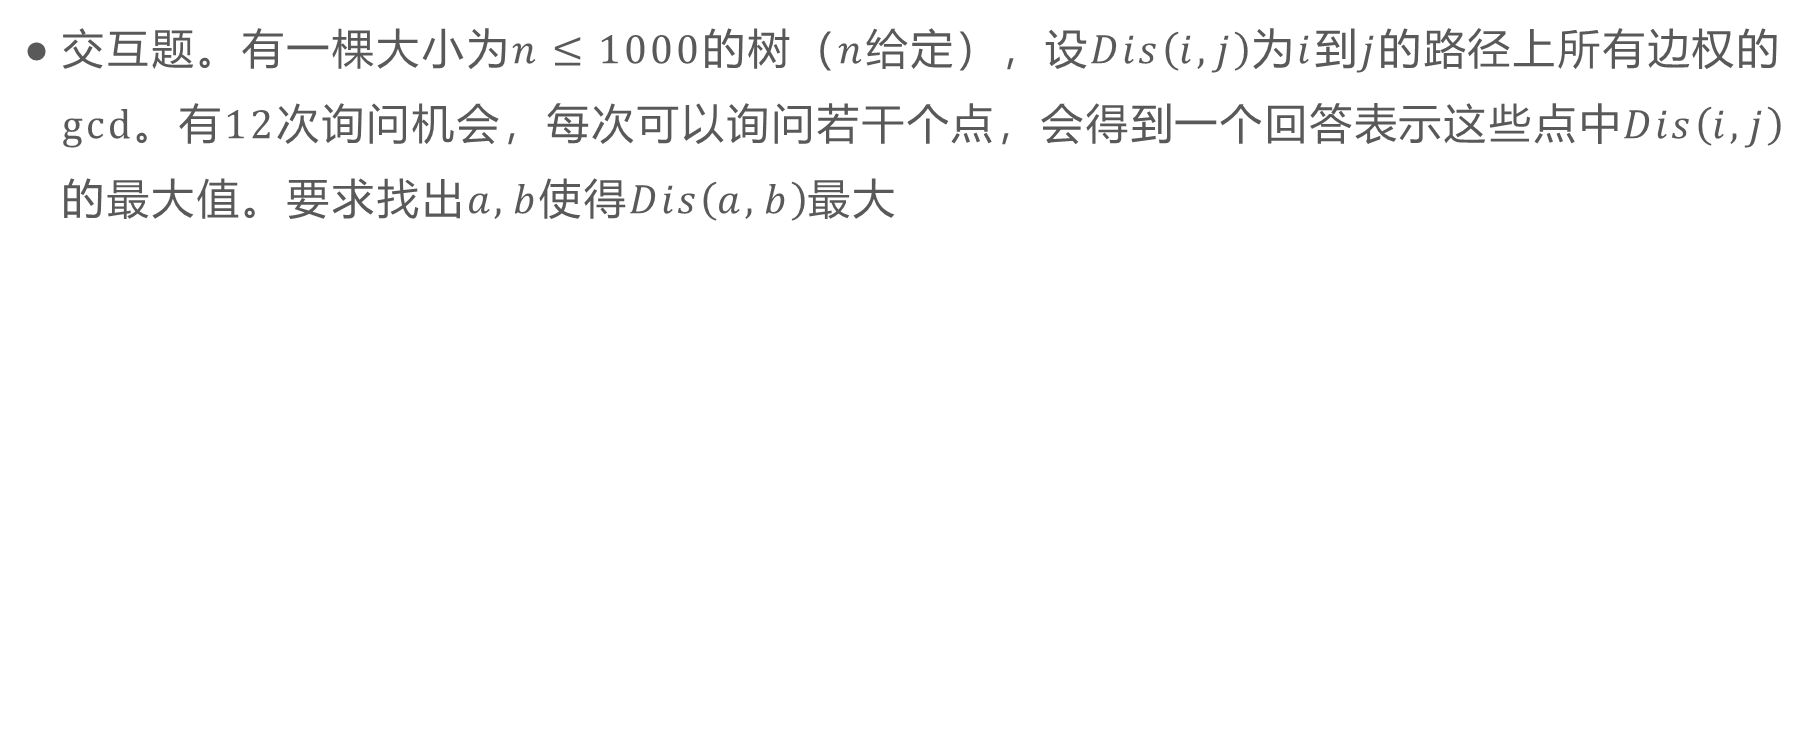 • 交互题。有一棵大小为n ≤ 1000的树（n给定），设Dis(i, j)为i到j的路径上所有边权的
gcd。有12次询问机会，每次可以询问若干个点，会得到一个回答表示这些点中Dis(i, j)
的最大值。要求找出a, b使得Dis(a, b)最大